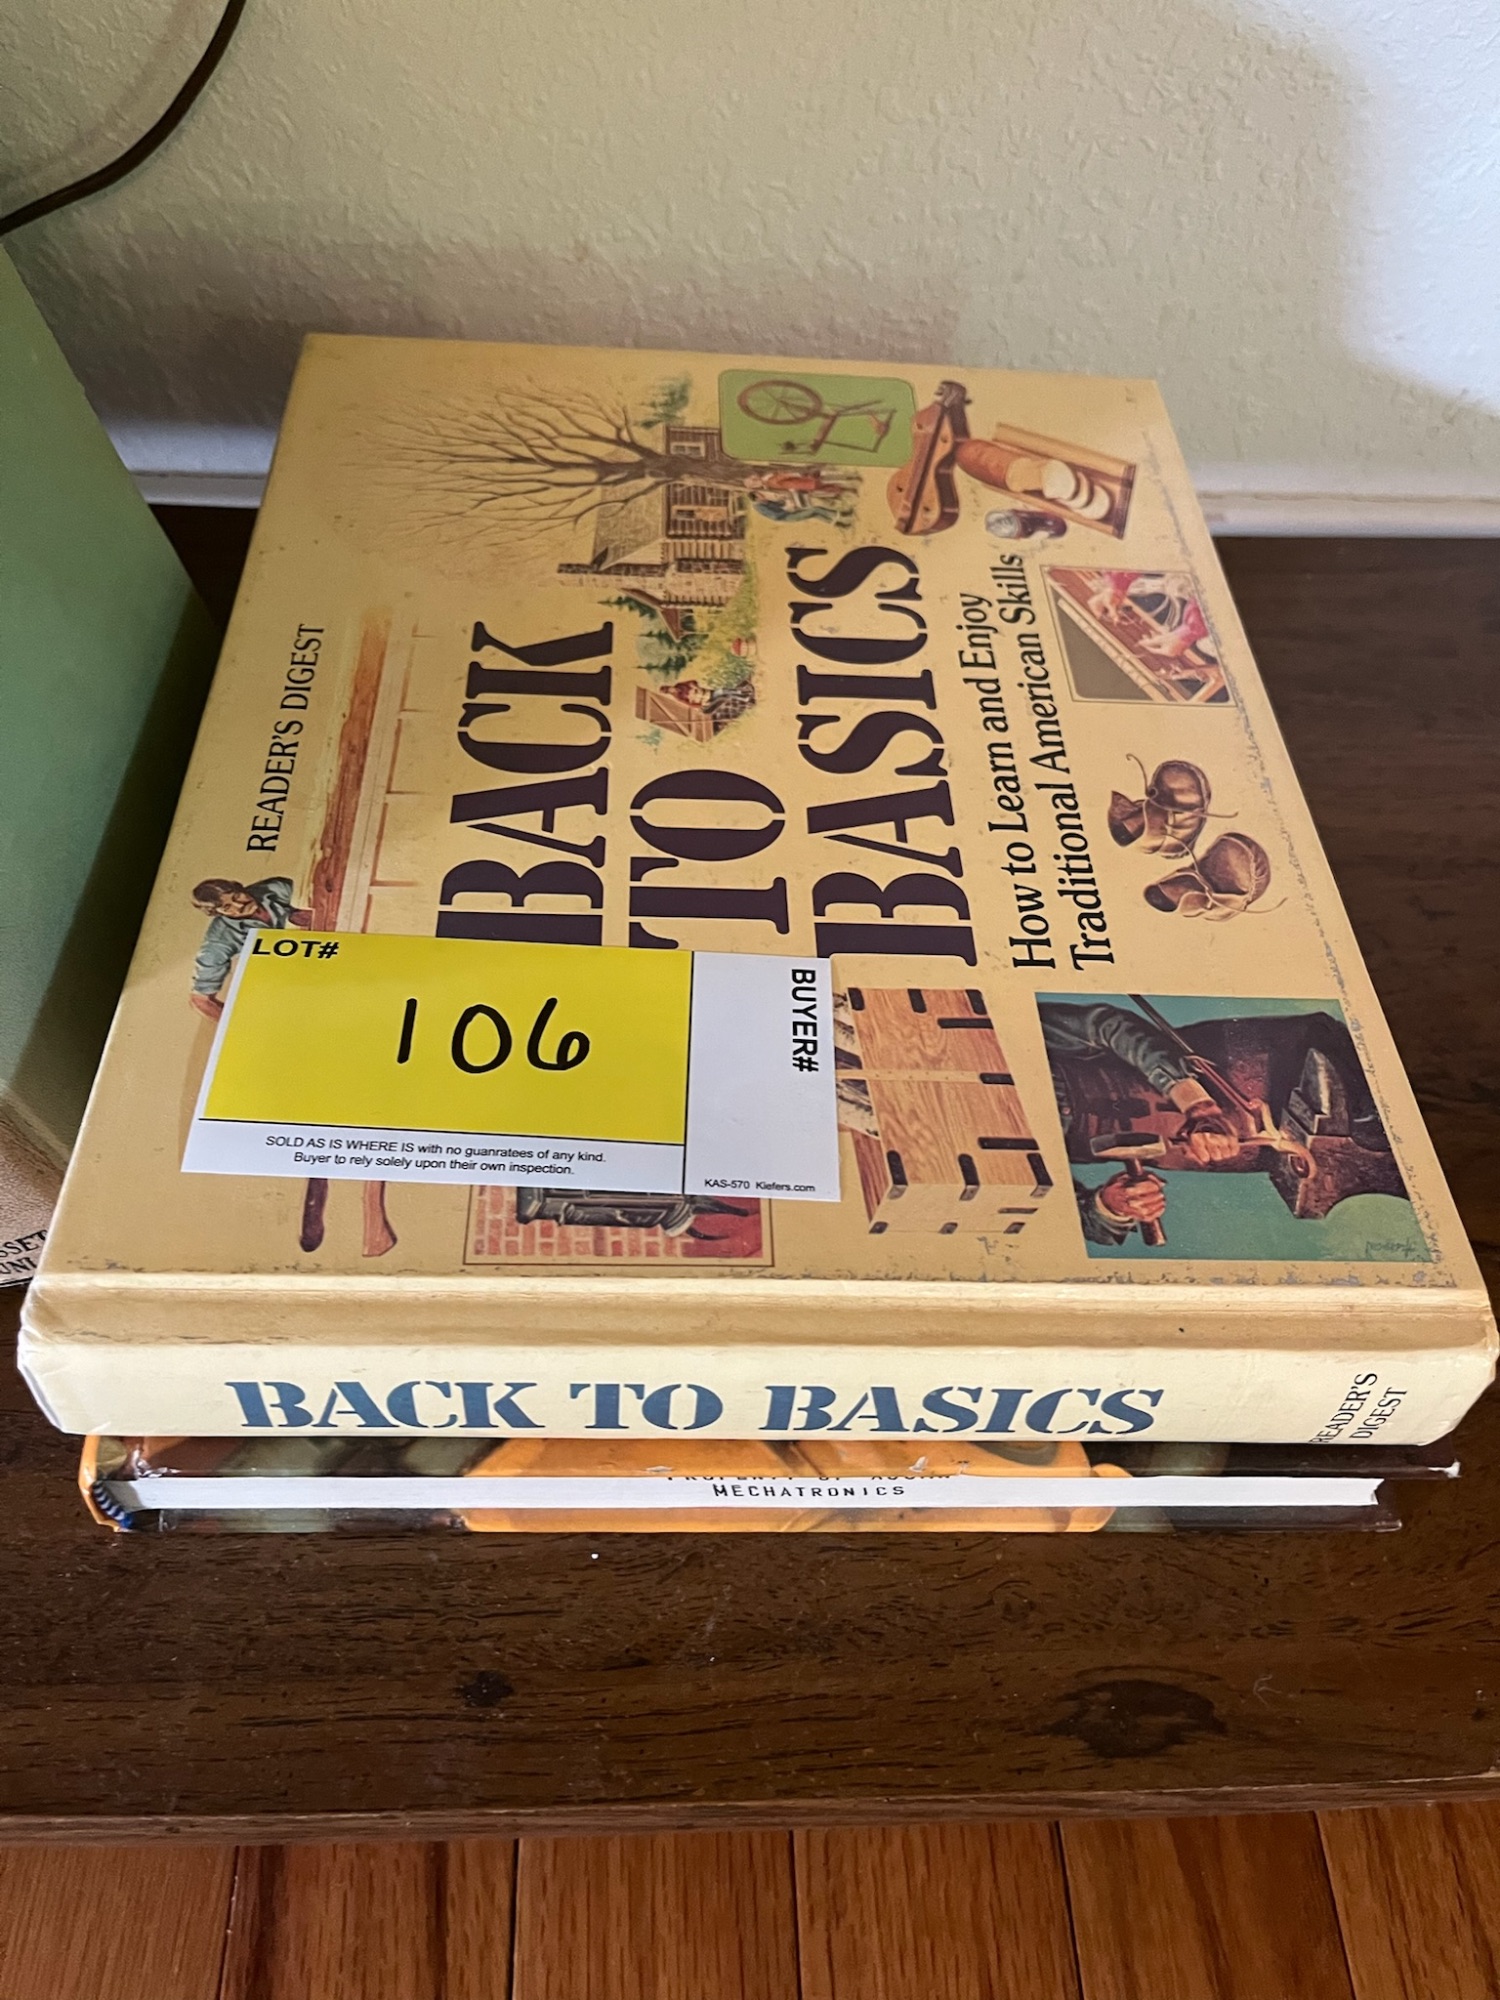 READER'S DIGEST
BACK
TO
BASICS
How to Learn and Enjoy
Traditional American Skills
LOT#
106
BUYER#
SOLD AS IS WHERE IS with no guanratees of any kind.
Buyer to rely solely upon their own inspection.
KAS-570 Kiefers.com
BACK TO BASICS
READER'S
DIGEST
PROPERTY OF
MECHATRONICS